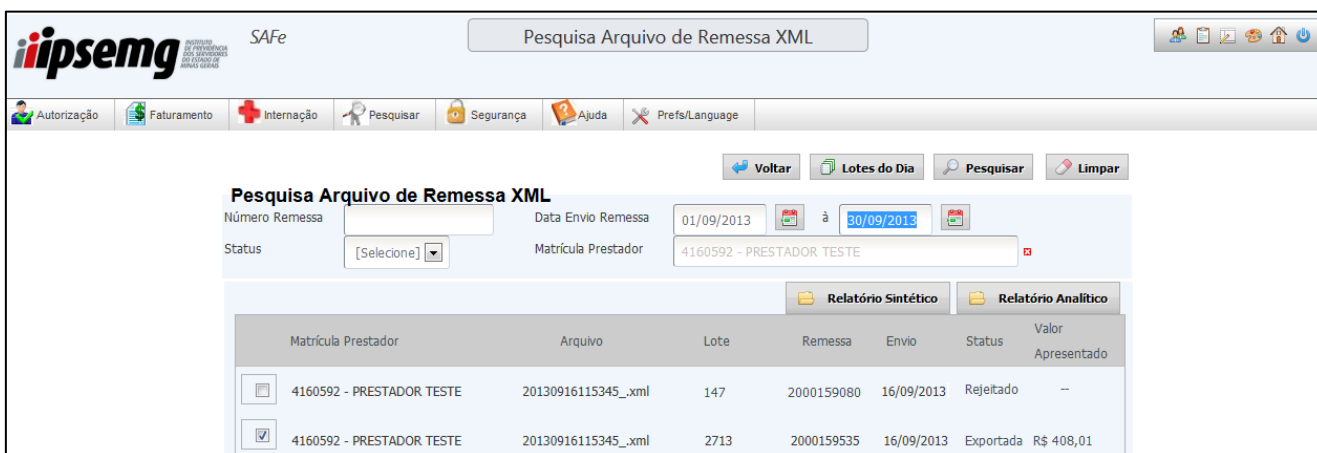 ipsemg INSTITUTO DE PREVIDÊNCIA DOS SERVIDORES DO ESTADO DE MINAS GERAIS
SAFe
Pesquisa Arquivo de Remessa XML
Autorização Faturamento Internação Pesquisar Segurança Ajuda Prefs/Language
Voltar Lotes do Dia Pesquisar Limpar
Pesquisa Arquivo de Remessa XML
Número Remessa Data Envio Remessa 01/09/2013 à 30/09/2013
Status [Selecione] Matrícula Prestador 4160592 - PRESTADOR TESTE
Relatório Sintético Relatório Analítico
Matrícula Prestador Arquivo Lote Remessa Envio Status Valor Apresentado
4160592 - PRESTADOR TESTE 20130916115345_.xml 147 2000159080 16/09/2013 Rejeitado --
4160592 - PRESTADOR TESTE 20130916115345_.xml 2713 2000159535 16/09/2013 Exportada R$ 408,01